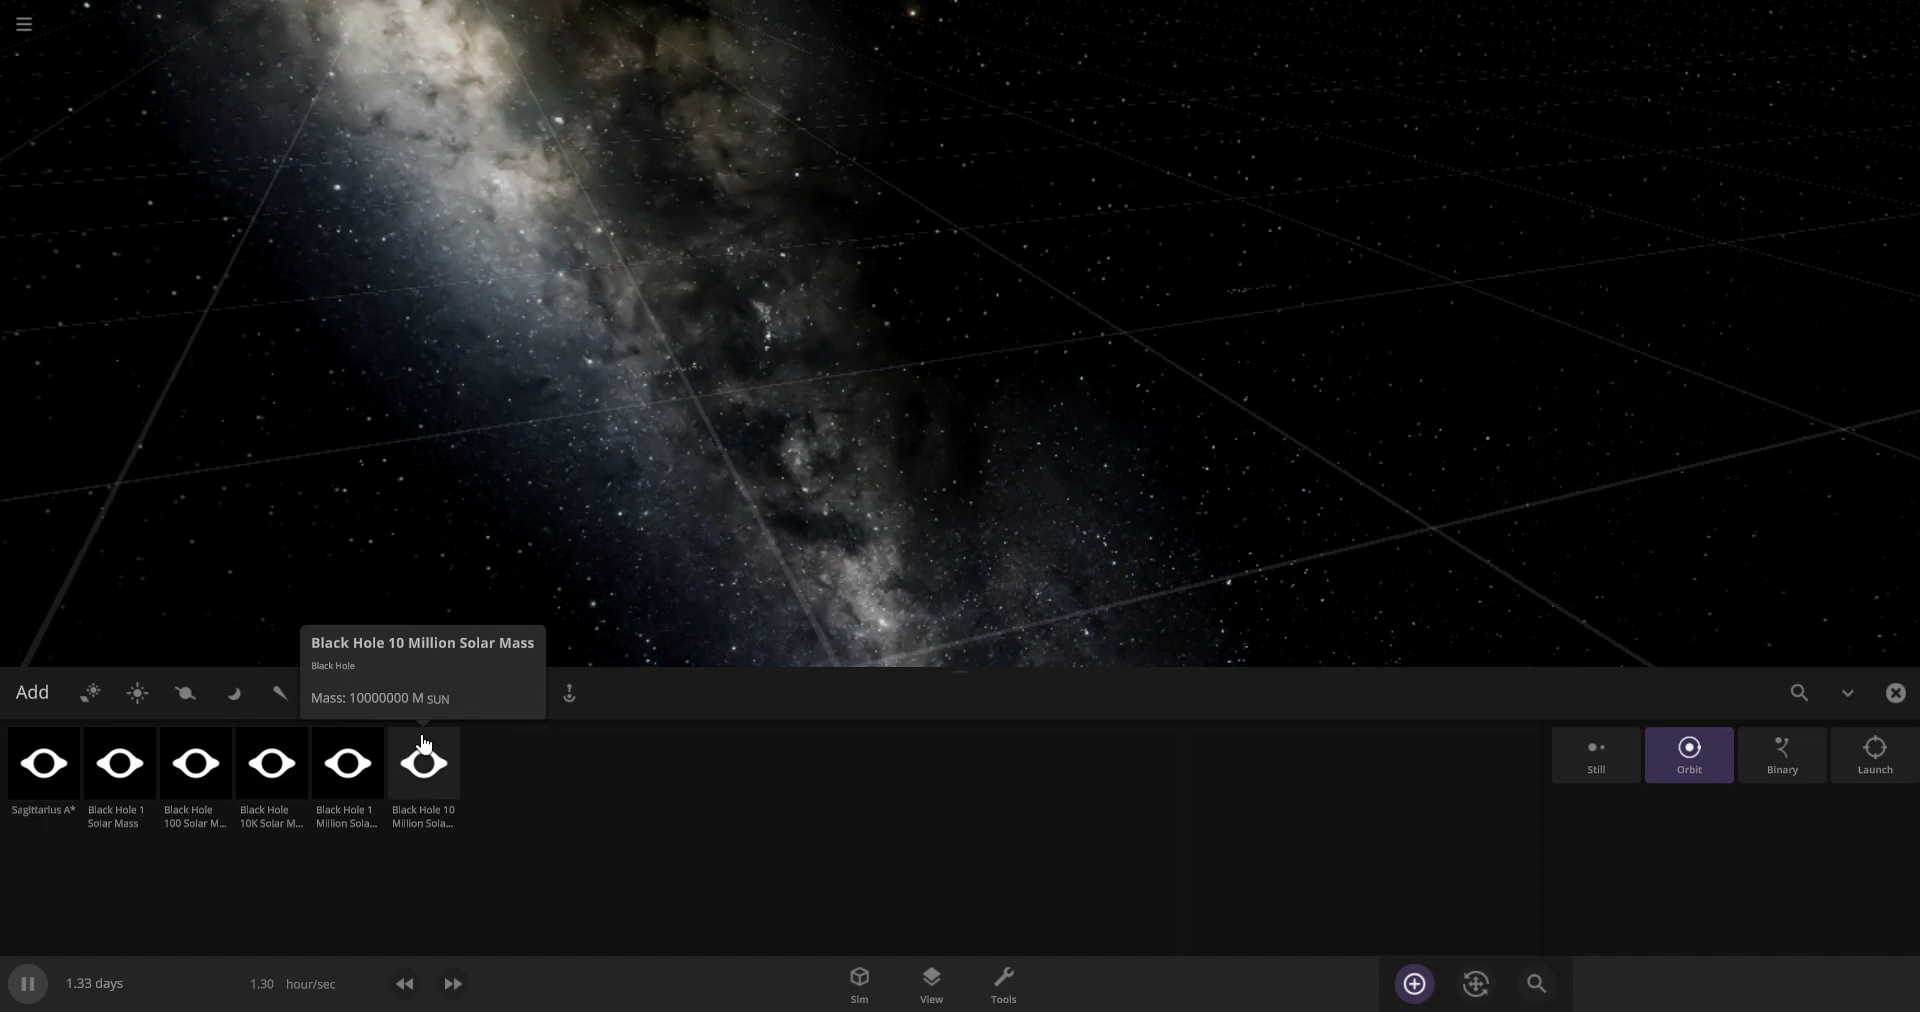 Black Hole 10 Million Solar Mass
Black Hole
Mass: 10000000 M SUN
Add
Sagittarius A*
Black Hole 1
Solar Mass
Black Hole
100 Solar M...
Black Hole
10K Solar M...
Black Hole 1
Million Sola...
Black Hole 10
Million Sola...
Still
Orbit
Binary
Launch
1.33 days
1.30 hour/sec
Sim
View
Tools